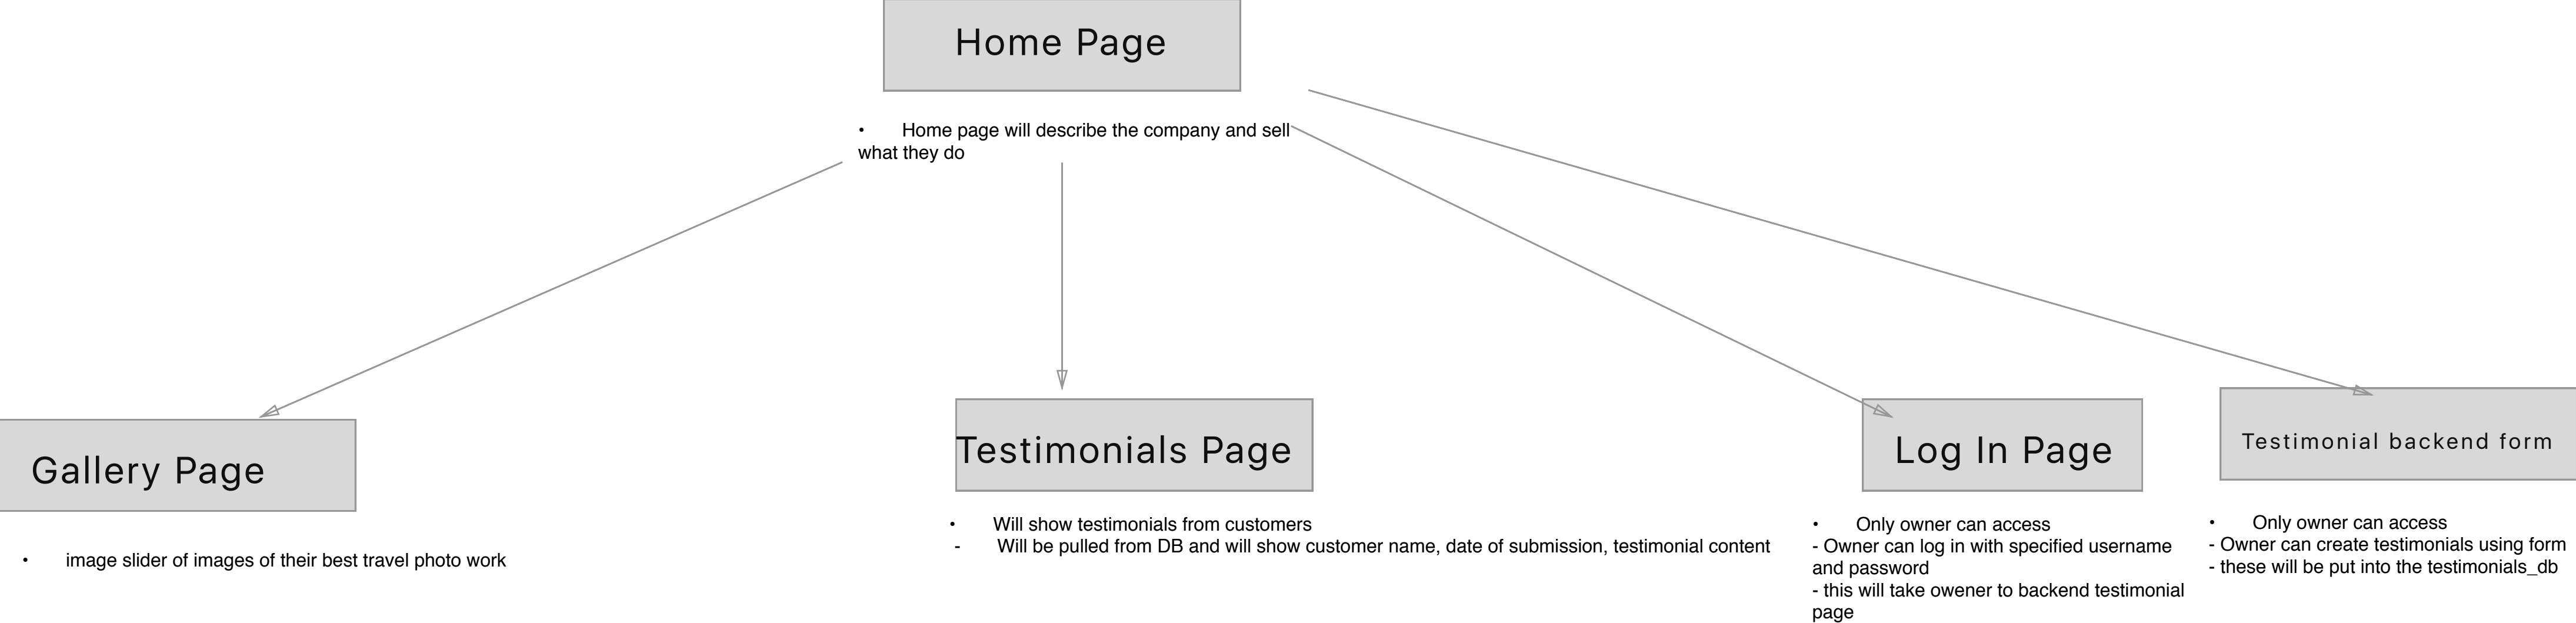 Home Page
• Home page will describe the company and sell
what they do
Gallery Page
• image slider of images of their best travel photo work
Testimonials Page
• Will show testimonials from customers
- Will be pulled from DB and will show customer name, date of submission, testimonial content
Log In Page
• Only owner can access
- Owner can log in with specified username
and password
- this will take owener to backend testimonial
page
Testimonial backend form
• Only owner can access
- Owner can create testimonials using form
- these will be put into the testimonials_db